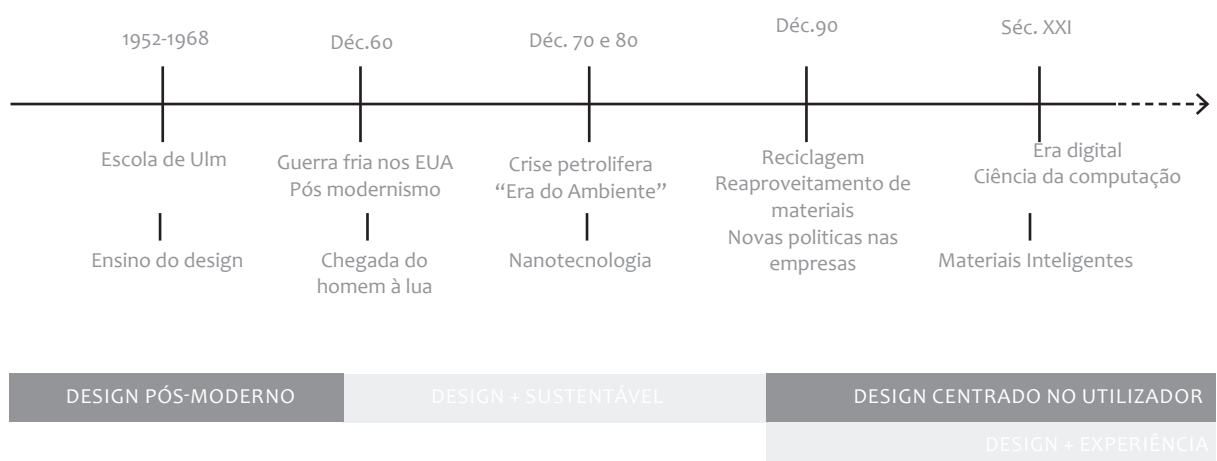 1952-1968
Déc.60
Déc. 70 e 80
Déc.90
Séc. XXI
Escola de Ulm
Ensino do design
Guerra fria nos EUA
Pós modernismo
Chegada do
homem à lua
Crise petrolifera
“Era do Ambiente”
Nanotecnologia
Reciclagem
Reaproveitamento de
materiais
Novas politicas nas
empresas
Era digital
Ciência da computação
Materiais Inteligentes
DESIGN PÓS-MODERNO
DESIGN + SUSTENTÁVEL
DESIGN CENTRADO NO UTILIZADOR
DESIGN + EXPERIÊNCIA